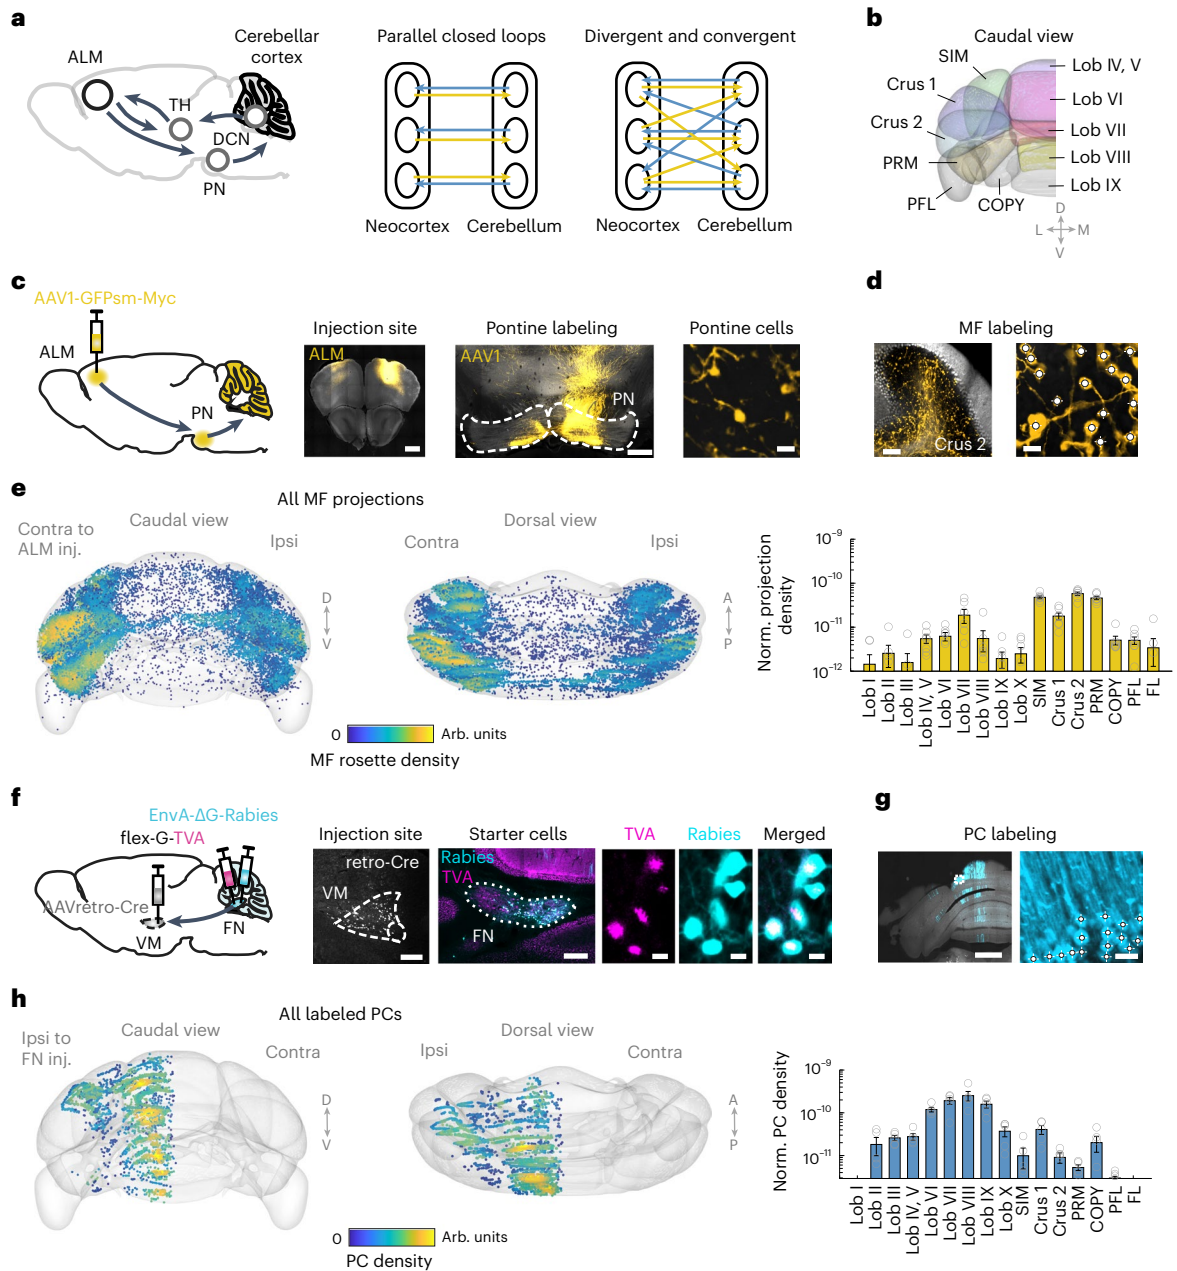 a
ALM
TH
DCN
PN
Cerebellar
cortex
Parallel closed loops
Neocortex
Cerebellum
Divergent and convergent
Neocortex
Cerebellum
b
Caudal view
SIM
Crus 1
Crus 2
PRM
PFL
COPY
Lob IV, V
Lob VI
Lob VII
Lob VIII
Lob IX
D
L
M
V
c
AAV1-GFPsm-Myc
ALM
PN
Injection site
ALM
Pontine labeling
AAV1
PN
Pontine cells
d
MF labeling
Crus 2
e
All MF projections
Contra to
ALM inj.
Caudal view
Ipsi
D
V
Dorsal view
Contra
Ipsi
A
P
0
Arb. units
MF rosette density
Norm. projection
density
10⁻⁹
10⁻¹⁰
10⁻¹¹
10⁻¹²
Lob I
Lob II
Lob III
Lob IV, V
Lob VI
Lob VII
Lob VIII
Lob IX
Lob X
SIM
Crus 1
Crus 2
PRM
COPY
PFL
FL
f
EnvA-ΔG-Rabies
flex-G-TVA
AAVretro-Cre
VM
FN
Injection site
retro-Cre
VM
Starter cells
Rabies
TVA
FN
TVA
Rabies
Merged
g
PC labeling
h
All labeled PCs
Ipsi to
FN inj.
Caudal view
Contra
D
V
Dorsal view
Ipsi
Contra
A
P
0
Arb. units
PC density
Norm. PC density
10⁻⁹
10⁻¹⁰
10⁻¹¹
Lob I
Lob II
Lob III
Lob IV, V
Lob VI
Lob VII
Lob VIII
Lob IX
Lob X
SIM
Crus 1
Crus 2
PRM
COPY
PFL
FL